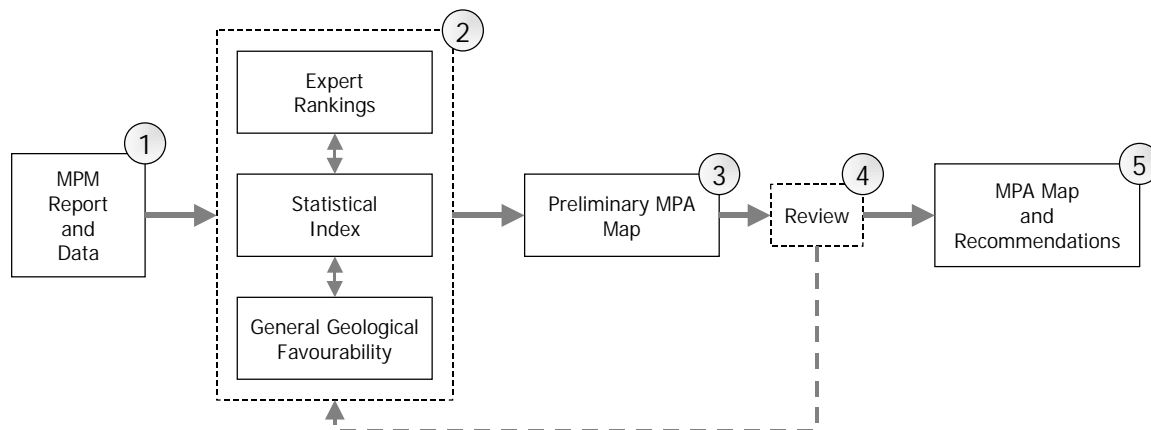 1
MPM
Report
and
Data
2
Expert
Rankings
Statistical
Index
General Geological
Favourability
3
Preliminary MPA
Map
4
Review
5
MPA Map
and
Recommendations